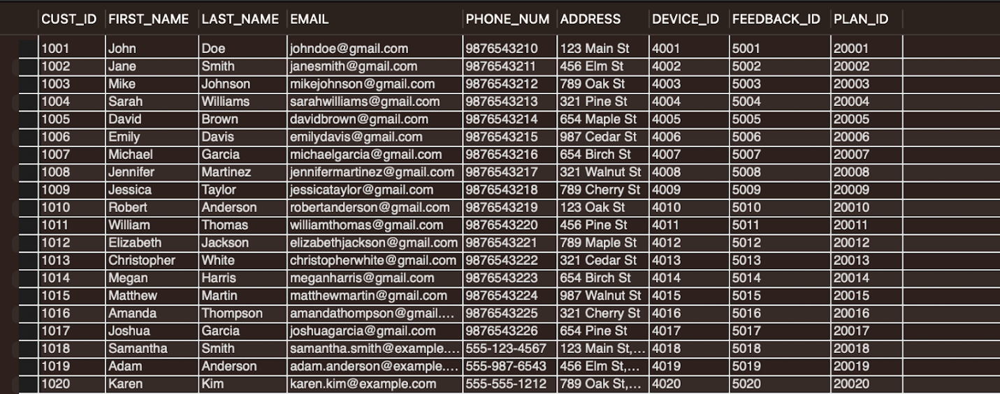 CUST_ID FIRST_NAME LAST_NAME EMAIL PHONE_NUM ADDRESS DEVICE_ID FEEDBACK_ID PLAN_ID
1001 John Doe johndoe@gmail.com 9876543210 123 Main St 4001 5001 20001
1002 Jane Smith janesmith@gmail.com 9876543211 456 Elm St 4002 5002 20002
1003 Mike Johnson mikejohnson@gmail.com 9876543212 789 Oak St 4003 5003 20003
1004 Sarah Williams sarahwilliams@gmail.com 9876543213 321 Pine St 4004 5004 20004
1005 David Brown davidbrown@gmail.com 9876543214 654 Maple St 4005 5005 20005
1006 Emily Davis emilydavis@gmail.com 9876543215 987 Cedar St 4006 5006 20006
1007 Michael Garcia michaelgarcia@gmail.com 9876543216 654 Birch St 4007 5007 20007
1008 Jennifer Martinez jennifermartinez@gmail.com 9876543217 321 Walnut St 4008 5008 20008
1009 Jessica Taylor jessicataylor@gmail.com 9876543218 789 Cherry St 4009 5009 20009
1010 Robert Anderson robertanderson@gmail.com 9876543219 123 Oak St 4010 5010 20010
1011 William Thomas williamthomas@gmail.com 9876543220 456 Pine St 4011 5011 20011
1012 Elizabeth Jackson elizabethjackson@gmail.com 9876543221 789 Maple St 4012 5012 20012
1013 Christopher White christopherwhite@gmail.com 9876543222 321 Cedar St 4013 5013 20013
1014 Megan Harris meganharris@gmail.com 9876543223 654 Birch St 4014 5014 20014
1015 Matthew Martin matthewmartin@gmail.com 9876543224 987 Walnut St 4015 5015 20015
1016 Amanda Thompson amandathompson@gmail.... 9876543225 321 Cherry St 4016 5016 20016
1017 Joshua Garcia joshuagarcia@gmail.com 9876543226 654 Pine St 4017 5017 20017
1018 Samantha Smith samantha.smith@example.... 555-123-4567 123 Main St,... 4018 5018 20018
1019 Adam Anderson adam.anderson@example.... 555-987-6543 456 Elm St,... 4019 5019 20019
1020 Karen Kim karen.kim@example.com 555-555-1212 789 Oak St,... 4020 5020 20020